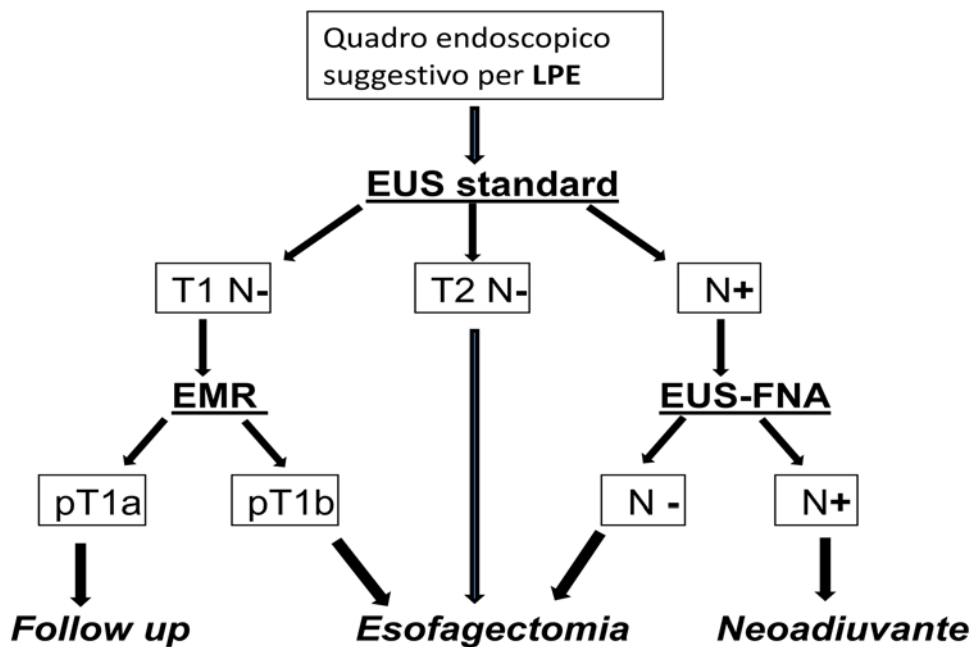 Quadro endoscopico
suggestivo per LPE
EUS standard
T1 N-
T2 N-
N+
EMR
EUS-FNA
pT1a
pT1b
N -
N+
Follow up
Esofagectomia
Neoadiuvante